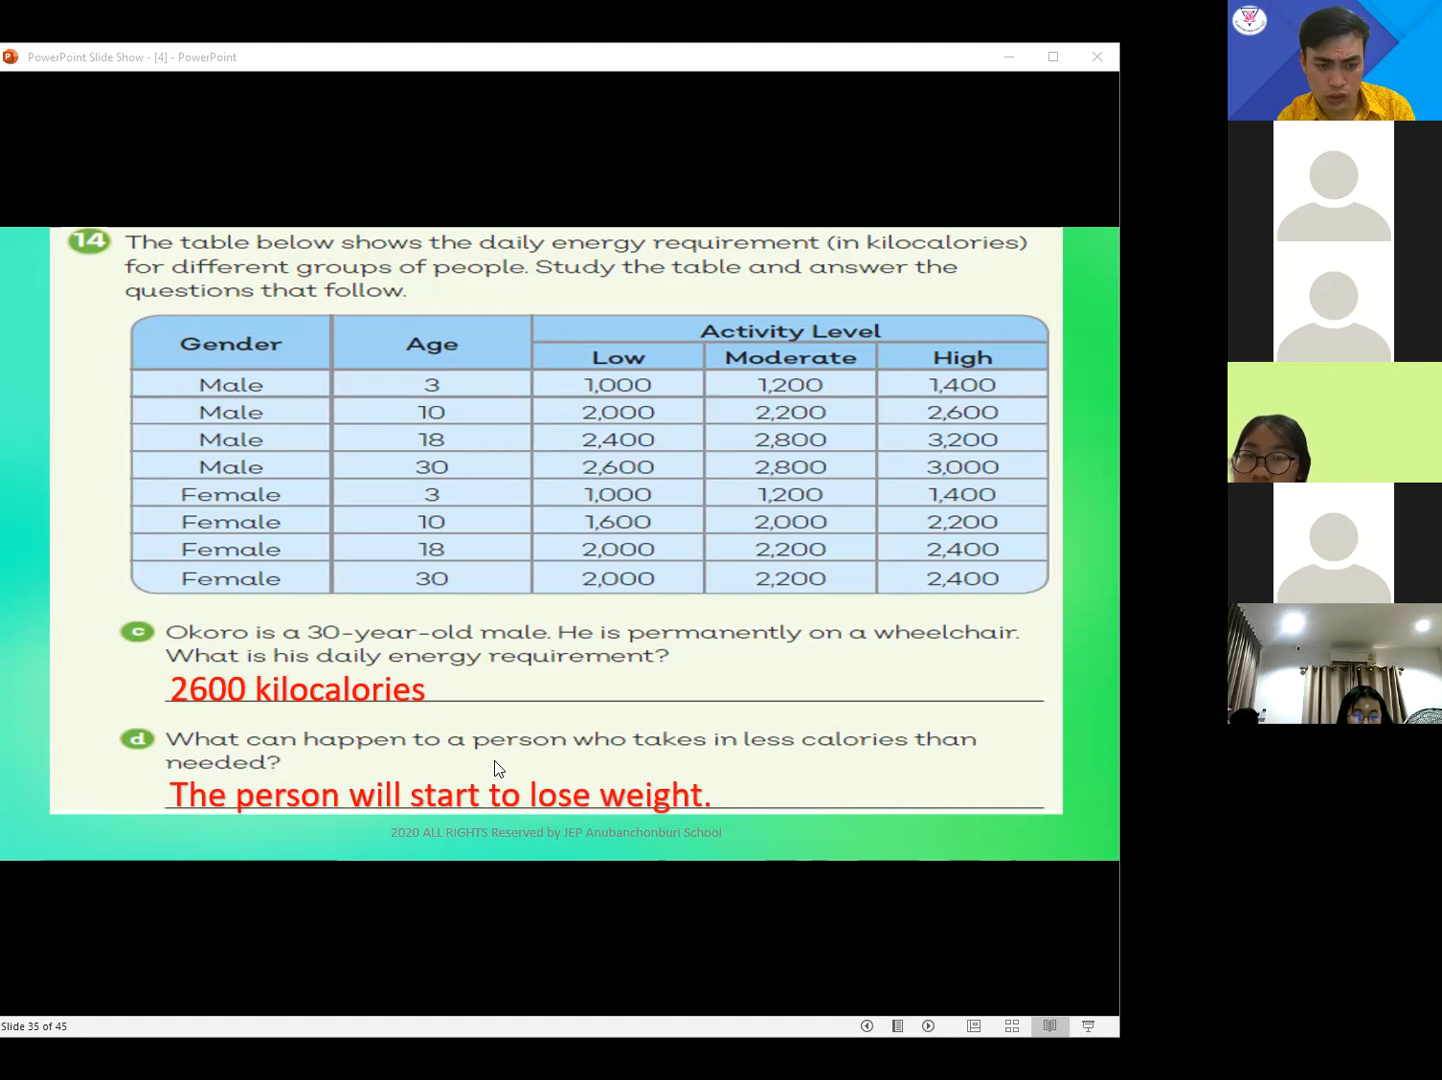 PowerPoint Slide Show - [4] - PowerPoint
14 The table below shows the daily energy requirement (in kilocalories)
for different groups of people. Study the table and answer the
questions that follow.
Gender Age Activity Level
Low Moderate High
Male 3 1,000 1,200 1,400
Male 10 2,000 2,200 2,600
Male 18 2,400 2,800 3,200
Male 30 2,600 2,800 3,000
Female 3 1,000 1,200 1,400
Female 10 1,600 2,000 2,200
Female 18 2,000 2,200 2,400
Female 30 2,000 2,200 2,400
c Okoro is a 30-year-old male. He is permanently on a wheelchair.
What is his daily energy requirement?
2600 kilocalories
d What can happen to a person who takes in less calories than
needed?
The person will start to lose weight.
2020 ALL RIGHTS Reserved by JEP Anubanchonburi School
Slide 35 of 45